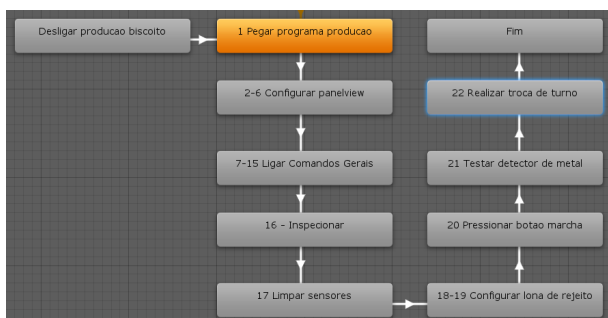 Desligar producao biscoito
1 Pegar programa producao
2-6 Configurar panelview
7-15 Ligar Comandos Gerais
16 - Inspecionar
17 Limpar sensores
18-19 Configurar lona de rejeito
20 Pressionar botao marcha
21 Testar detector de metal
22 Realizar troca de turno
Fim